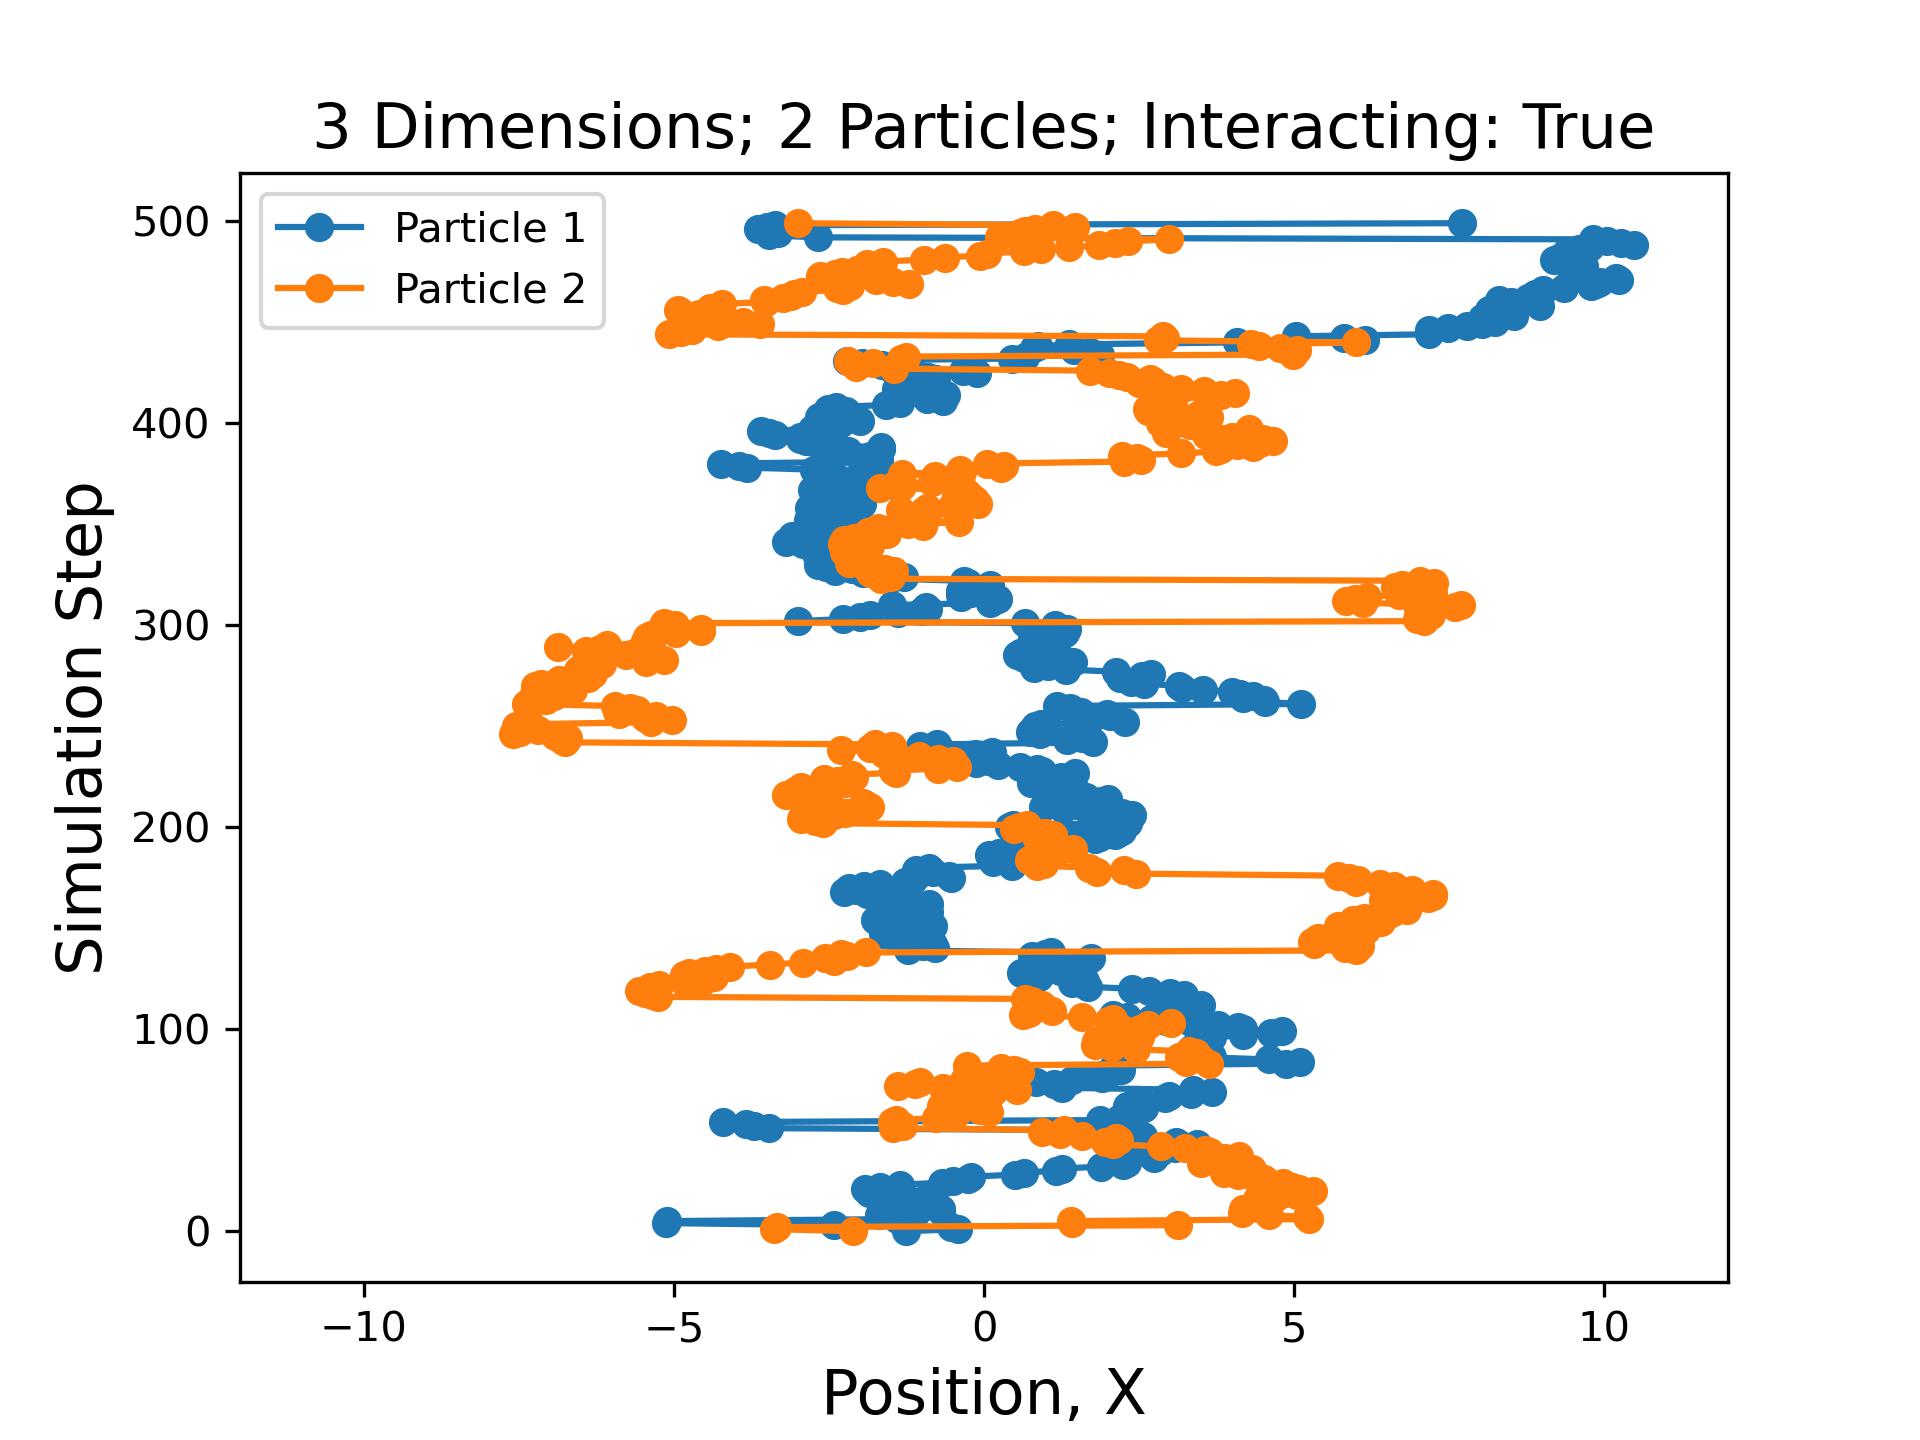 3 Dimensions; 2 Particles; Interacting: True
Particle 1
Particle 2
500
400
300
200
100
0
Simulation Step
−10
−5
0
5
10
Position, X